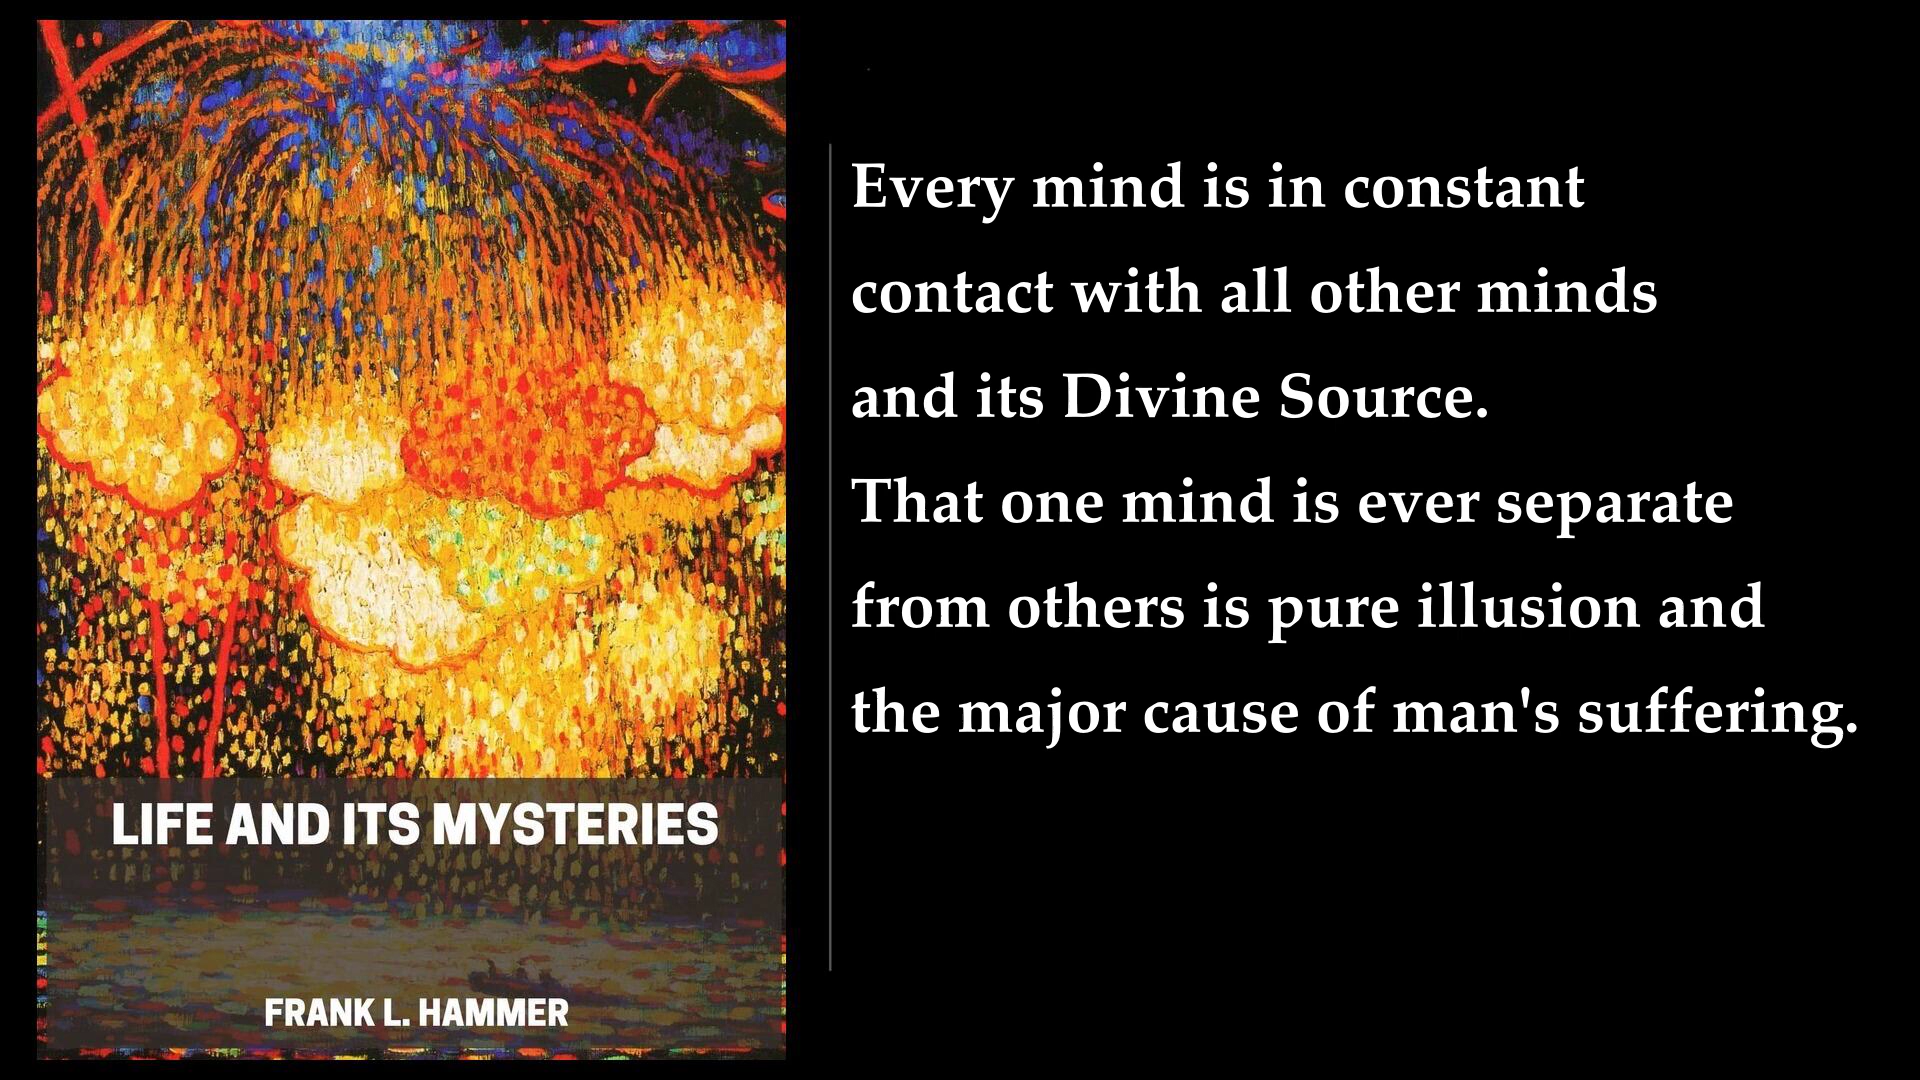 LIFE AND ITS MYSTERIES
FRANK L. HAMMER
Every mind is in constant
contact with all other minds
and its Divine Source.
That one mind is ever separate
from others is pure illusion and
the major cause of man's suffering.